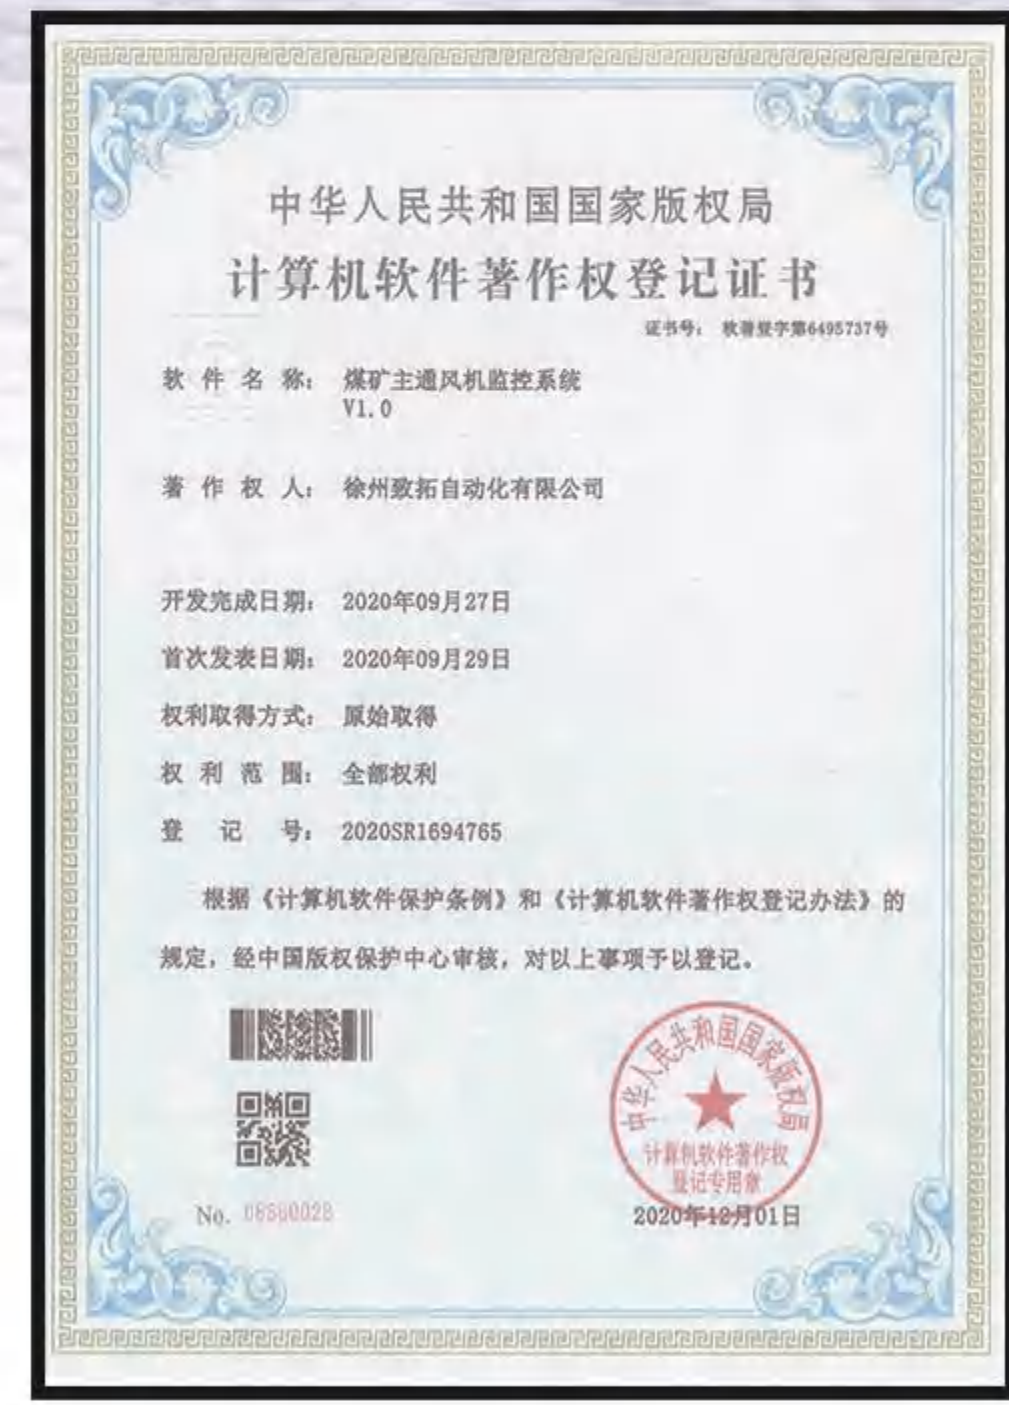 中华人民共和国国家版权局
计算机软件著作权登记证书
证书号： 软著登字第6495737号
软件名称： 煤矿主通风机监控系统
V1.0
著作权人： 徐州致拓自动化有限公司
开发完成日期： 2020年09月27日
首次发表日期： 2020年09月29日
权利取得方式： 原始取得
权利范围： 全部权利
登记号： 2020SR1694765
根据《计算机软件保护条例》和《计算机软件著作权登记办法》的
规定，经中国版权保护中心审核，对以上事项予以登记。
中华人民共和国国家版权局
计算机软件著作权
登记专用章
No.
2020年12月01日